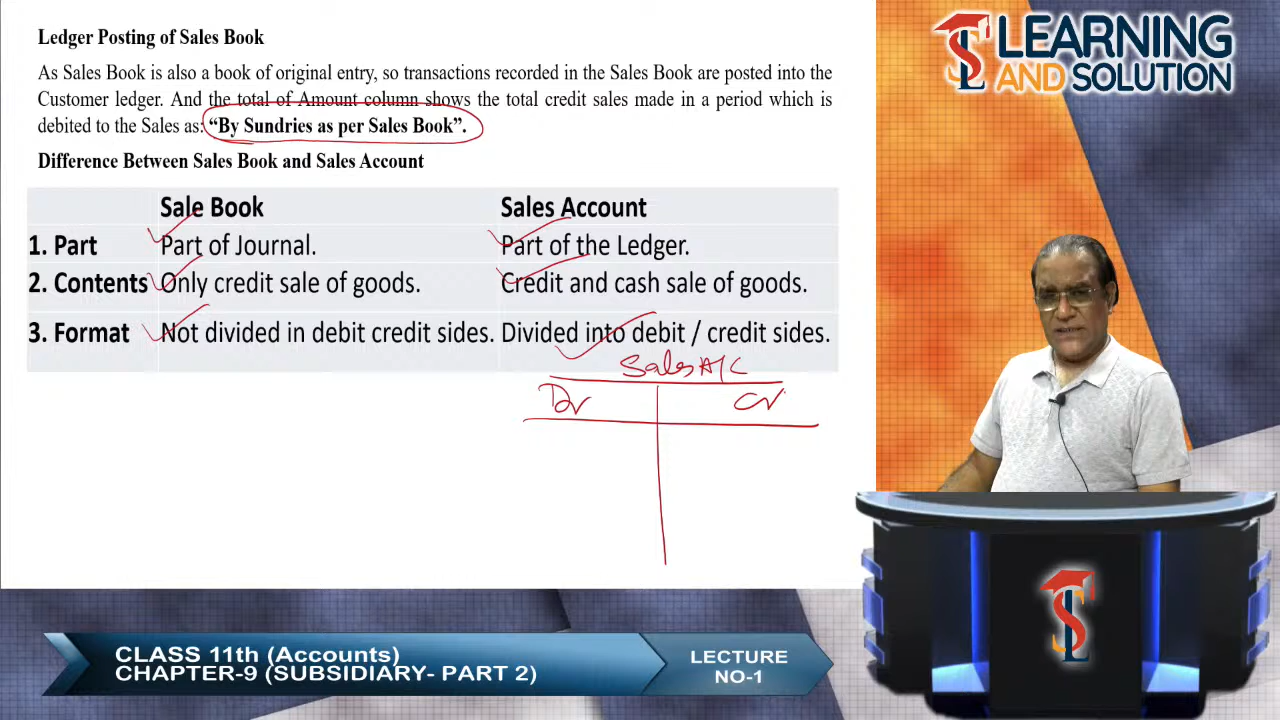 Ledger Posting of Sales Book
As Sales Book is also a book of original entry, so transactions recorded in the Sales Book are posted into the
Customer ledger. And the total of Amount column shows the total credit sales made in a period which is
debited to the Sales as: “By Sundries as per Sales Book”.
Difference Between Sales Book and Sales Account
Sale Book Sales Account
1. Part Part of Journal. Part of the Ledger.
2. Contents Only credit sale of goods. Credit and cash sale of goods.
3. Format Not divided in debit credit sides. Divided into debit / credit sides.
Sales A/C
Dr Cr
LEARNING
AND SOLUTION
CLASS 11th (Accounts)
CHAPTER-9 (SUBSIDIARY- PART 2)
LECTURE
NO-1